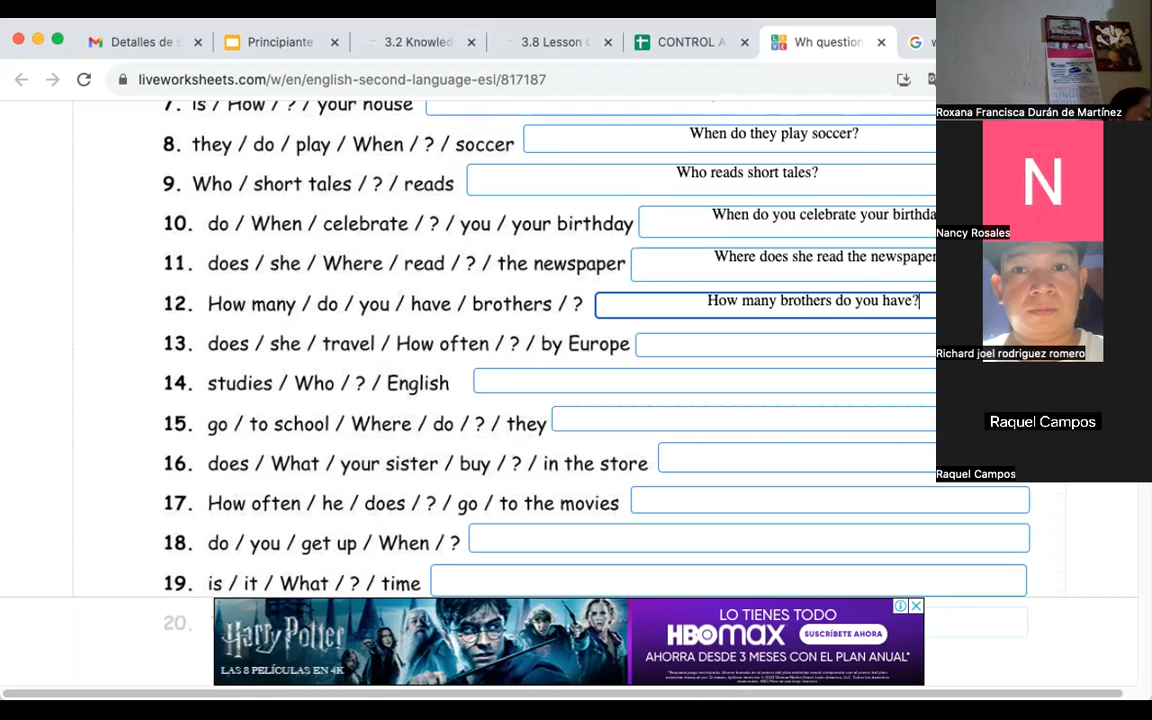 Detalles de
Principiante
3.2 Knowled
3.8 Lesson
CONTROL A
Wh question
liveworksheets.com/w/en/english-second-language-esl/817187
Roxana Francisca Durán de Martínez
7. is / How / ? / your house
8. they / do / play / When / ? / soccer When do they play soccer?
9. Who / short tales / ? / reads Who reads short tales?
N
Nancy Rosales
10. do / When / celebrate / ? / you / your birthday When do you celebrate your birthda
11. does / she / Where / read / ? / the newspaper Where does she read the newspaper
12. How many / do / you / have / brothers / ? How many brothers do you have?
13. does / she / travel / How often / ? / by Europe
Richard joel rodriguez romero
14. studies / Who / ? / English
15. go / to school / Where / do / ? / they
Raquel Campos
16. does / What / your sister / buy / ? / in the store
Raquel Campos
17. How often / he / does / ? / go / to the movies
18. do / you / get up / When / ?
19. is / it / What / ? / time
20.
Harry Potter
LAS 8 PELÍCULAS EN 4K
LO TIENES TODO
HBOMAX SUSCRÍBETE AHORA
AHORA DESDE 3 MESES CON EL PLAN ANUAL*